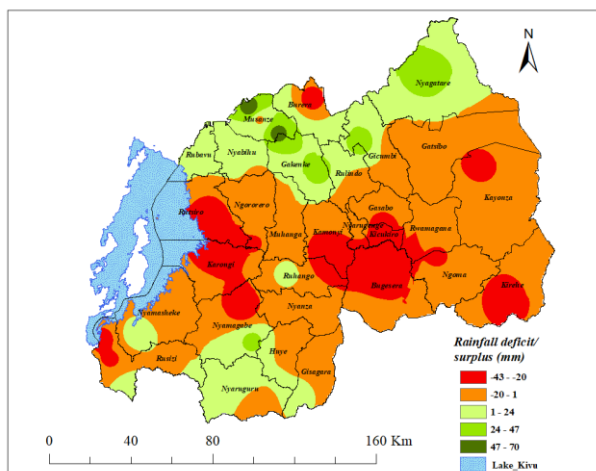 N
Nyagatare
Burera
Musanze
Rubavu
Nyabihu
Gakenke
Rulindo
Gicumbi
Gatsibo
Kayonza
Rutsiro
Ngororero
Muhanga
Kamonyi
Nyarugenge
Gasabo
Kicukiro
Rwamagana
Karongi
Ruhango
Bugesera
Ngoma
Kirehe
Nyamasheke
Nyanza
Nyamagabe
Rusizi
Huye
Gisagara
Nyaruguru
Rainfall deficit/
surplus (mm)
-43 - -20
-20 - 1
1 - 24
24 - 47
47 - 70
Lake_Kivu
0 40 80 160 Km